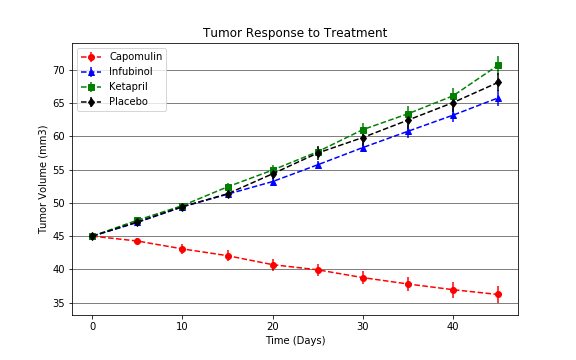 Tumor Response to Treatment
Capomulin
Infubinol
Ketapril
Placebo
Tumor Volume (mm3)
70
65
60
55
50
45
40
35
0
10
20
30
40
Time (Days)